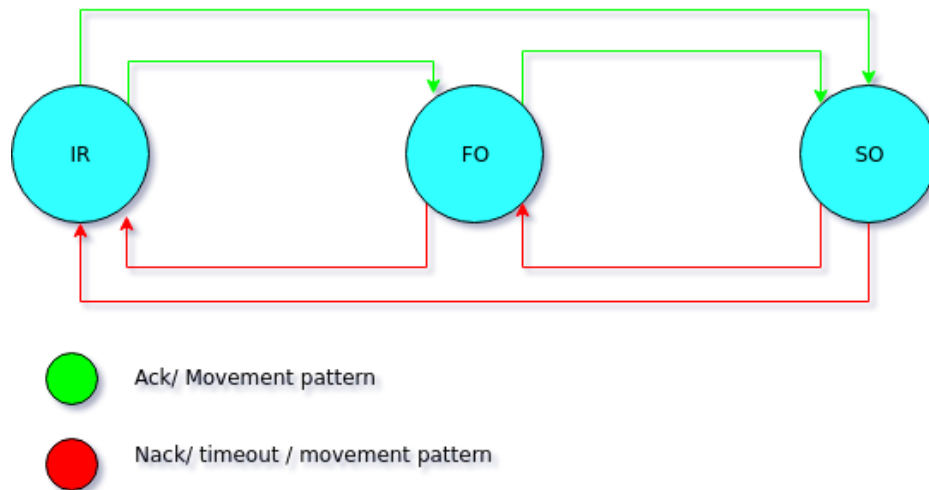 IR
FO
SO
Ack/ Movement pattern
Nack/ timeout / movement pattern